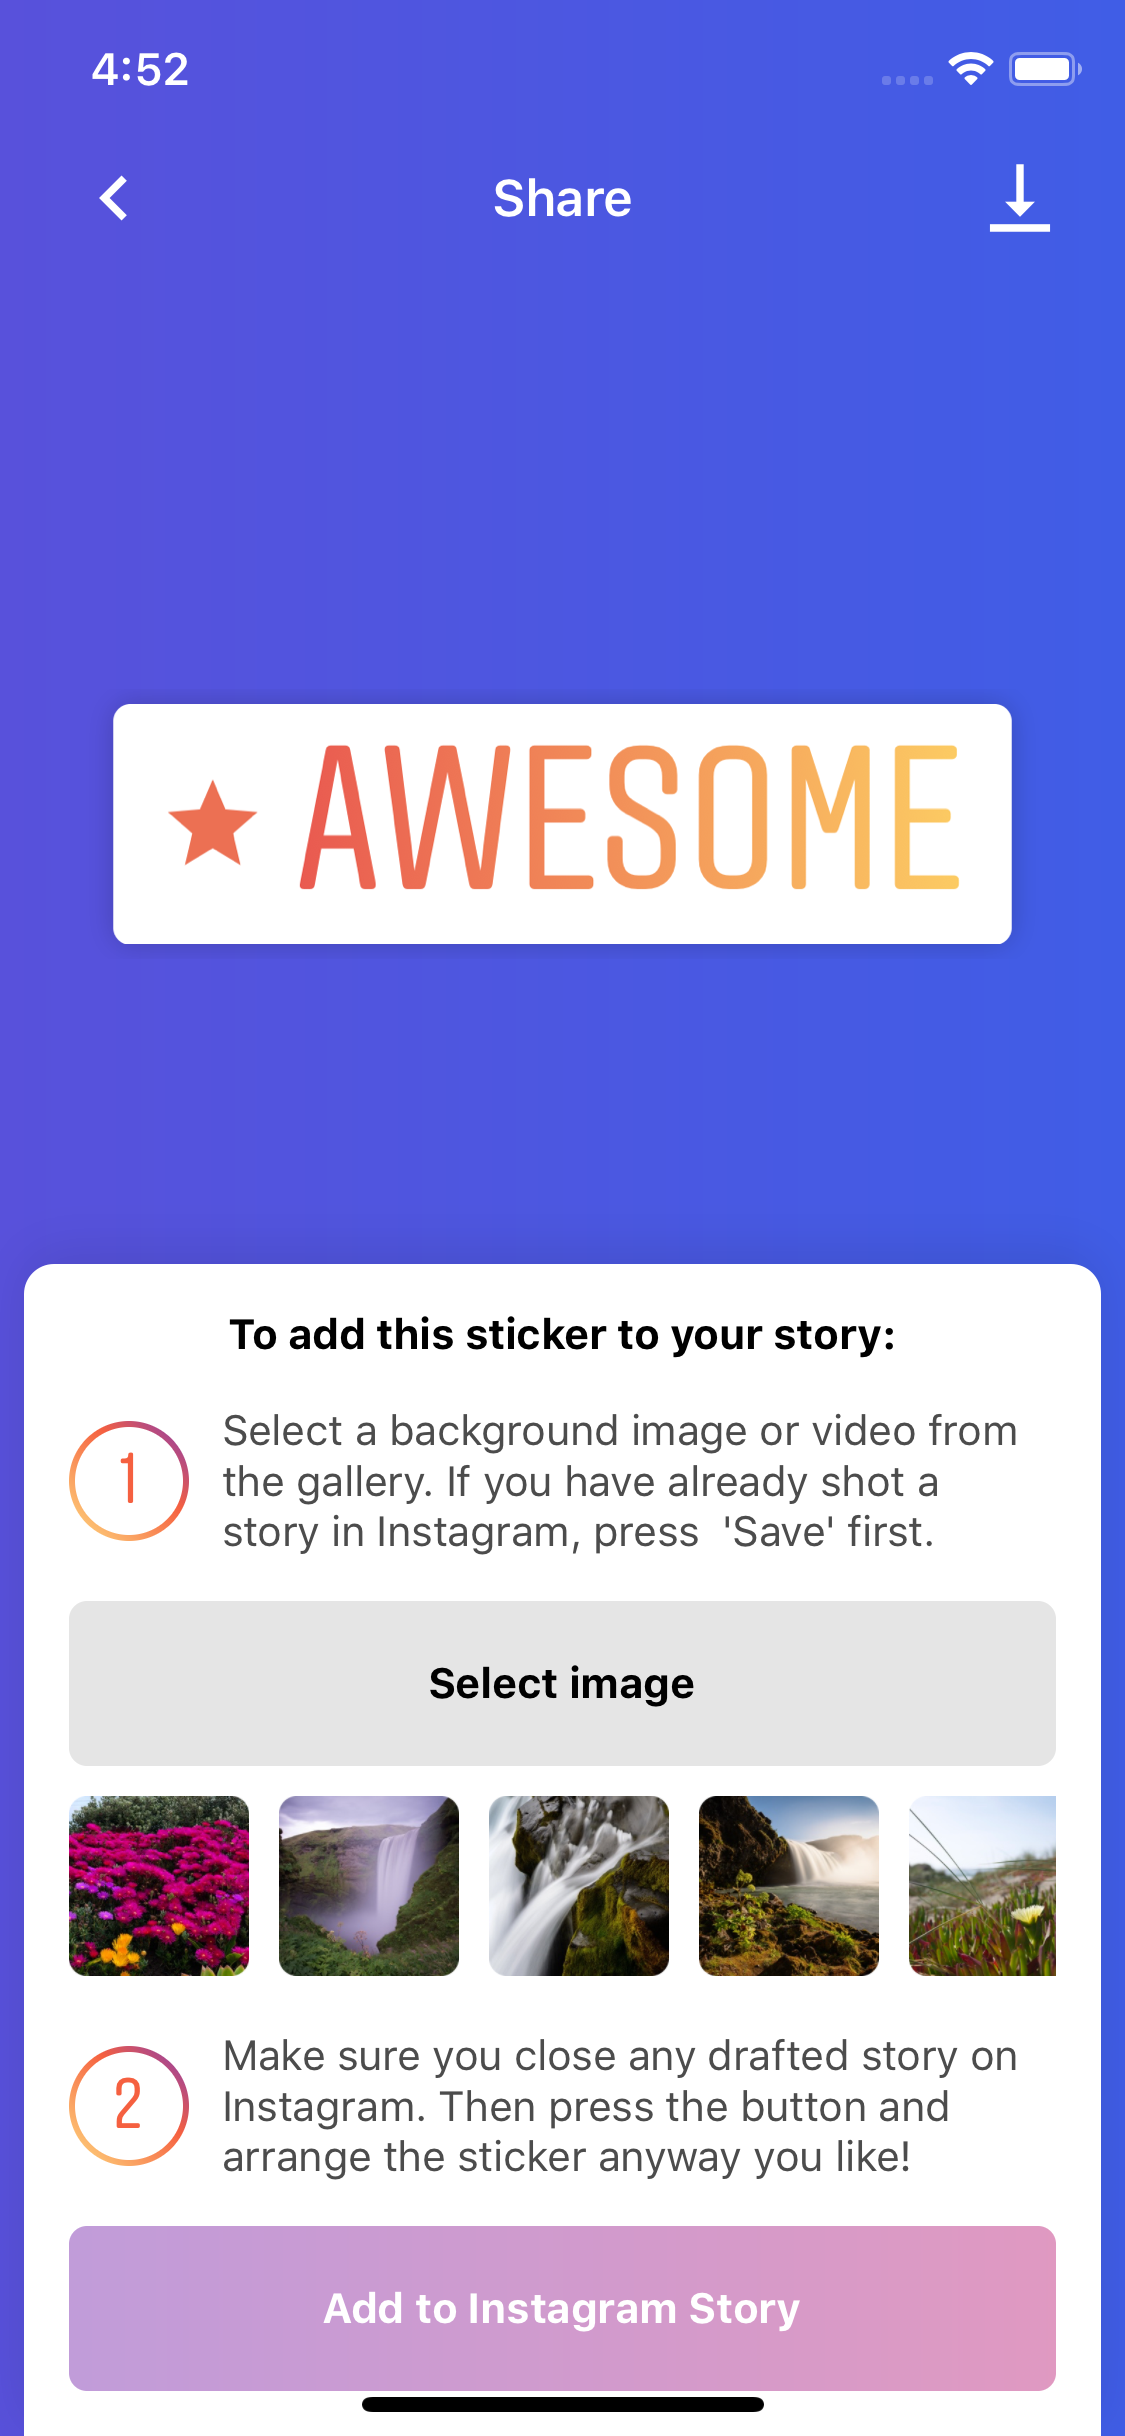 4:52
Share
AWESOME
To add this sticker to your story:
1
Select a background image or video from
the gallery. If you have already shot a
story in Instagram, press  'Save' first.
Select image
2
Make sure you close any drafted story on
Instagram. Then press the button and
arrange the sticker anyway you like!
Add to Instagram Story